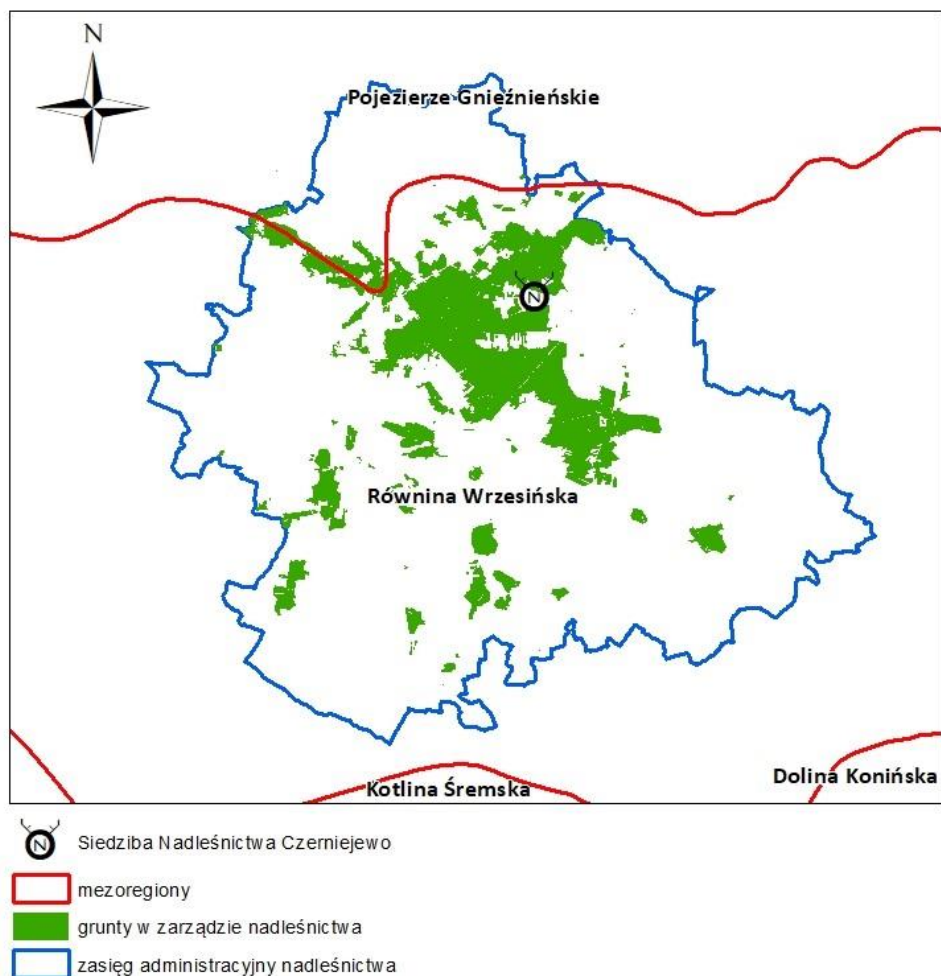 N
Pojezierze Gnieźnieńskie
N
Równina Wrzesińska
Dolina Konińska
Kotlina Śremska
N Siedziba Nadleśnictwa Czerniejewo
mezoregiony
grunty w zarządzie nadleśnictwa
zasięg administracyjny nadleśnictwa